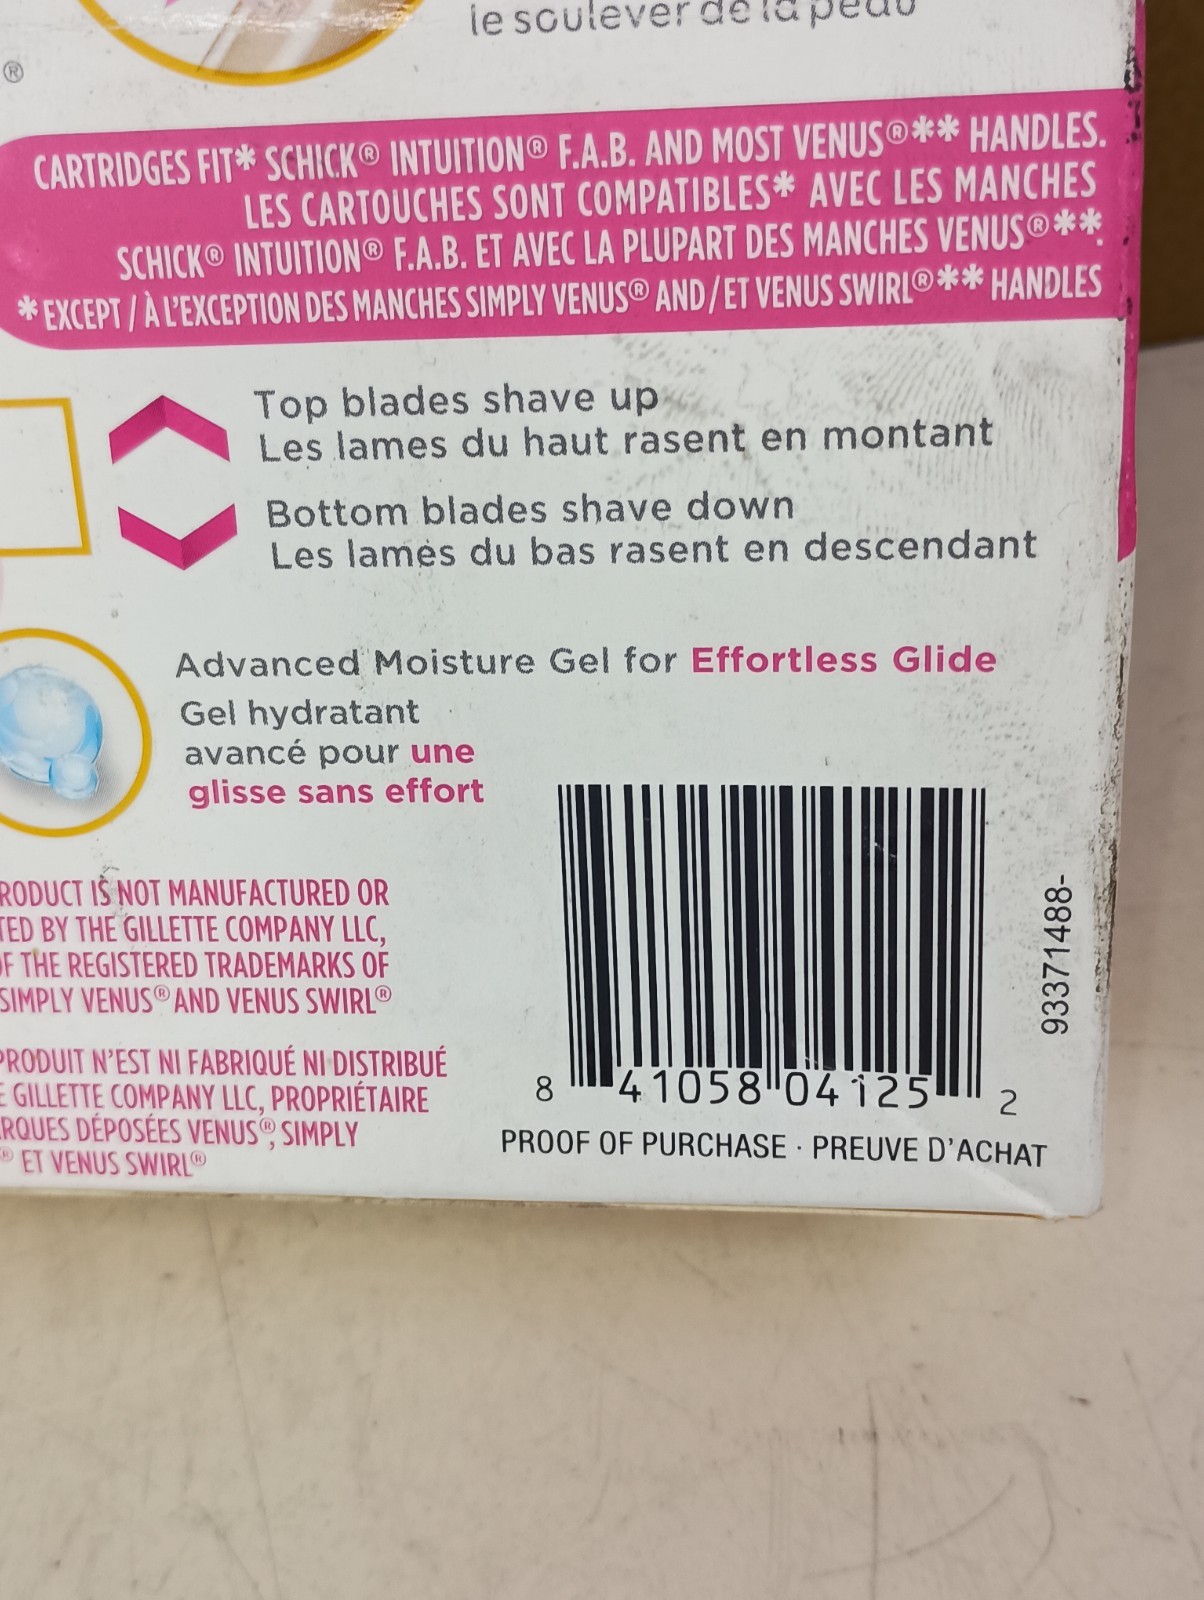 le soulever de la peau
®
CARTRIDGES FIT* SCHICK® INTUITION® F.A.B. AND MOST VENUS®** HANDLES.
LES CARTOUCHES SONT COMPATIBLES* AVEC LES MANCHES
SCHICK® INTUITION® F.A.B. ET AVEC LA PLUPART DES MANCHES VENUS®**.
*EXCEPT / À L'EXCEPTION DES MANCHES SIMPLY VENUS® AND/ET VENUS SWIRL®** HANDLES
Top blades shave up
Les lames du haut rasent en montant
Bottom blades shave down
Les lames du bas rasent en descendant
Advanced Moisture Gel for Effortless Glide
Gel hydratant
avancé pour une
glisse sans effort
RODUCT IS NOT MANUFACTURED OR
TED BY THE GILLETTE COMPANY LLC,
OF THE REGISTERED TRADEMARKS OF
SIMPLY VENUS® AND VENUS SWIRL®
PRODUIT N'EST NI FABRIQUÉ NI DISTRIBUÉ
E GILLETTE COMPANY LLC, PROPRIÉTAIRE
RQUES DÉPOSÉES VENUS®, SIMPLY
® ET VENUS SWIRL®
93371488-
8 41058 04125 2
PROOF OF PURCHASE · PREUVE D'ACHAT